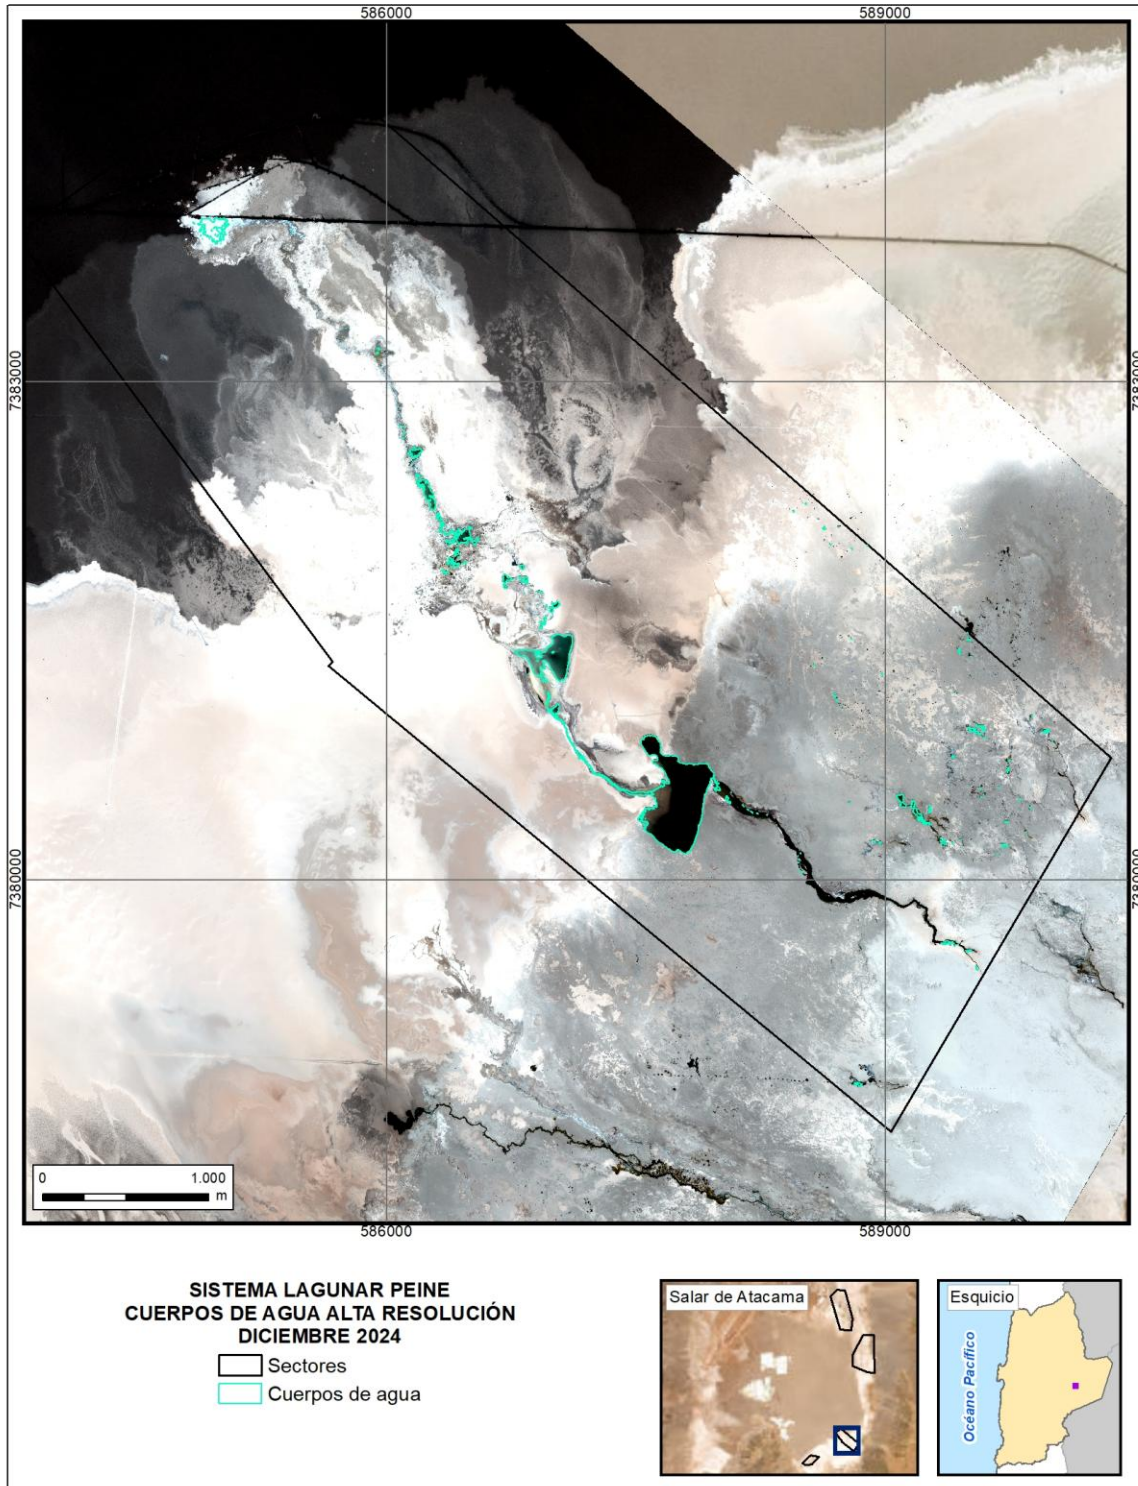 586000
589000
7383000
7383000
7380000
7380000
0
1.000
m
586000
589000
SISTEMA LAGUNAR PEINE
CUERPOS DE AGUA ALTA RESOLUCIÓN
DICIEMBRE 2024
Sectores
Cuerpos de agua
Salar de Atacama
Esquicio
Océano Pacífico